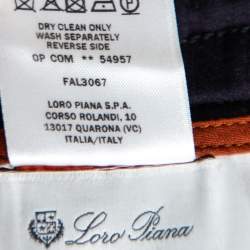 DRY CLEAN ONLY
WASH SEPARATELY
REVERSE SIDE
OP COM ** 54957
FAL3067
LORO PIANA S.P.A.
CORSO ROLANDI, 10
13017 QUARONA (VC)
ITALIA/ITALY
Loro Piana